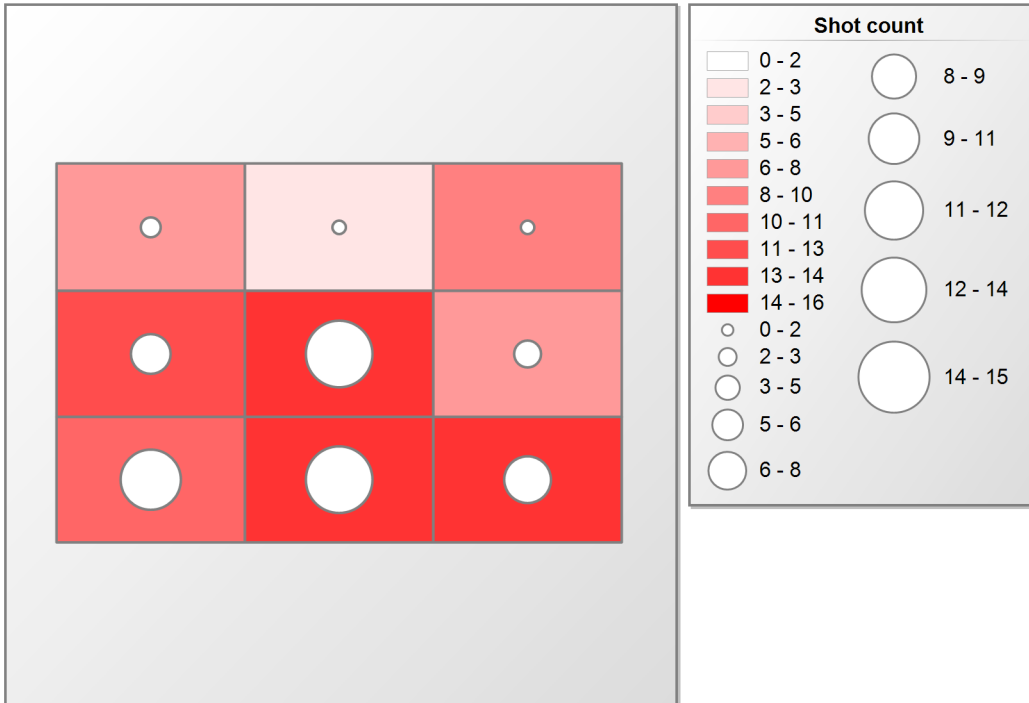 Shot count
0 - 2
2 - 3
3 - 5
5 - 6
6 - 8
8 - 10
10 - 11
11 - 13
13 - 14
14 - 16
0 - 2
2 - 3
3 - 5
5 - 6
6 - 8
8 - 9
9 - 11
11 - 12
12 - 14
14 - 15